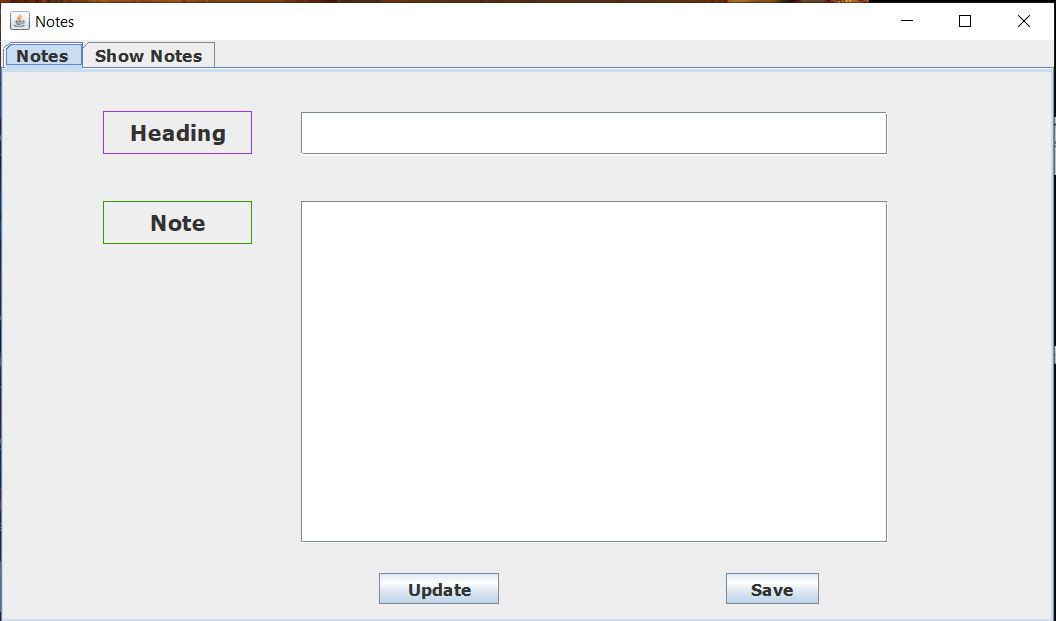 Notes
Notes Show Notes
Heading
Note
Update Save